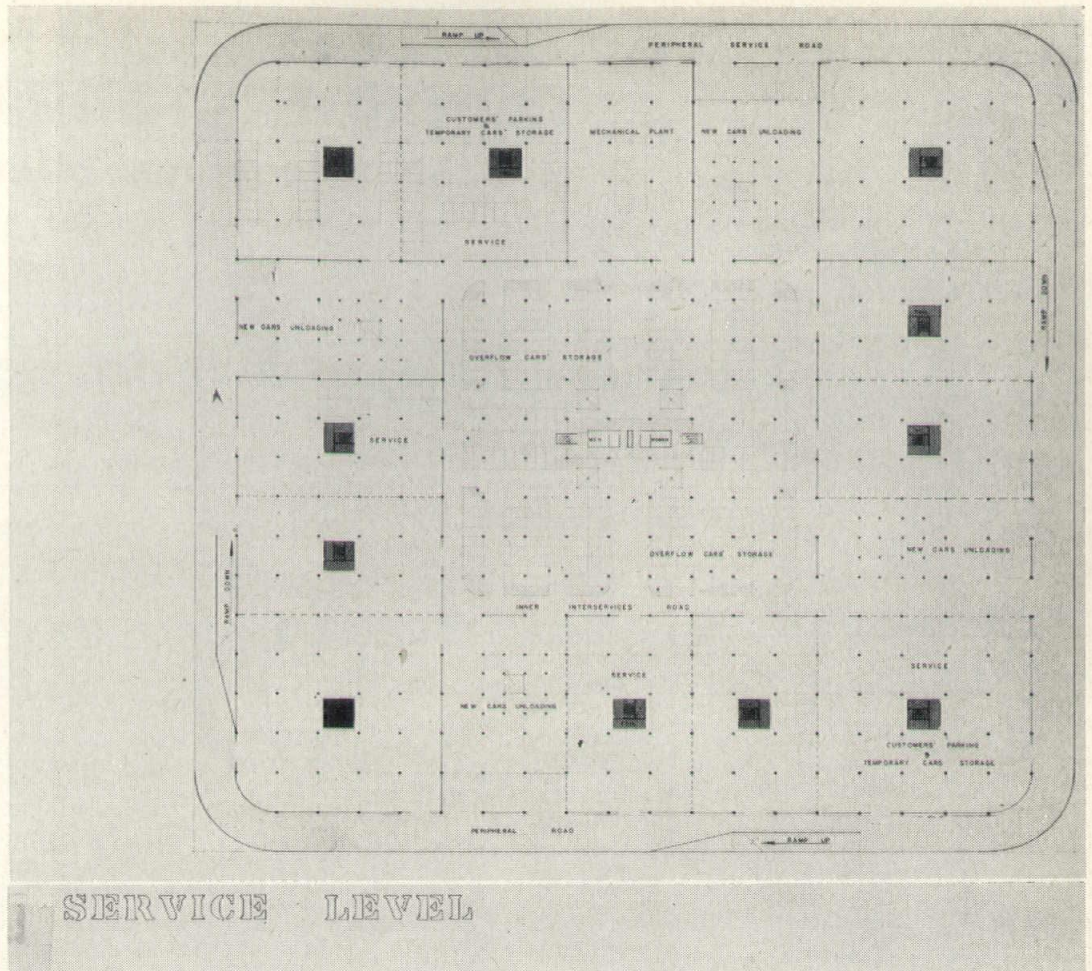 RAMP UP
PERIPHERAL SERVICE ROAD
CUSTOMERS' PARKING
&
TEMPORARY CARS' STORAGE
MECHANICAL PLANT
NEW CARS UNLOADING
SERVICE
RAMP DOWN
NEW CARS UNLOADING
OVERFLOW CARS' STORAGE
SERVICE
MEN
WOMEN
OVERFLOW CARS' STORAGE
NEW CARS UNLOADING
RAMP DOWN
INNER INTERSERVICES ROAD
SERVICE
SERVICE
NEW CARS UNLOADING
CUSTOMERS' PARKING
&
TEMPORARY CARS STORAGE
PERIPHERAL ROAD
RAMP UP
SERVICE LEVEL